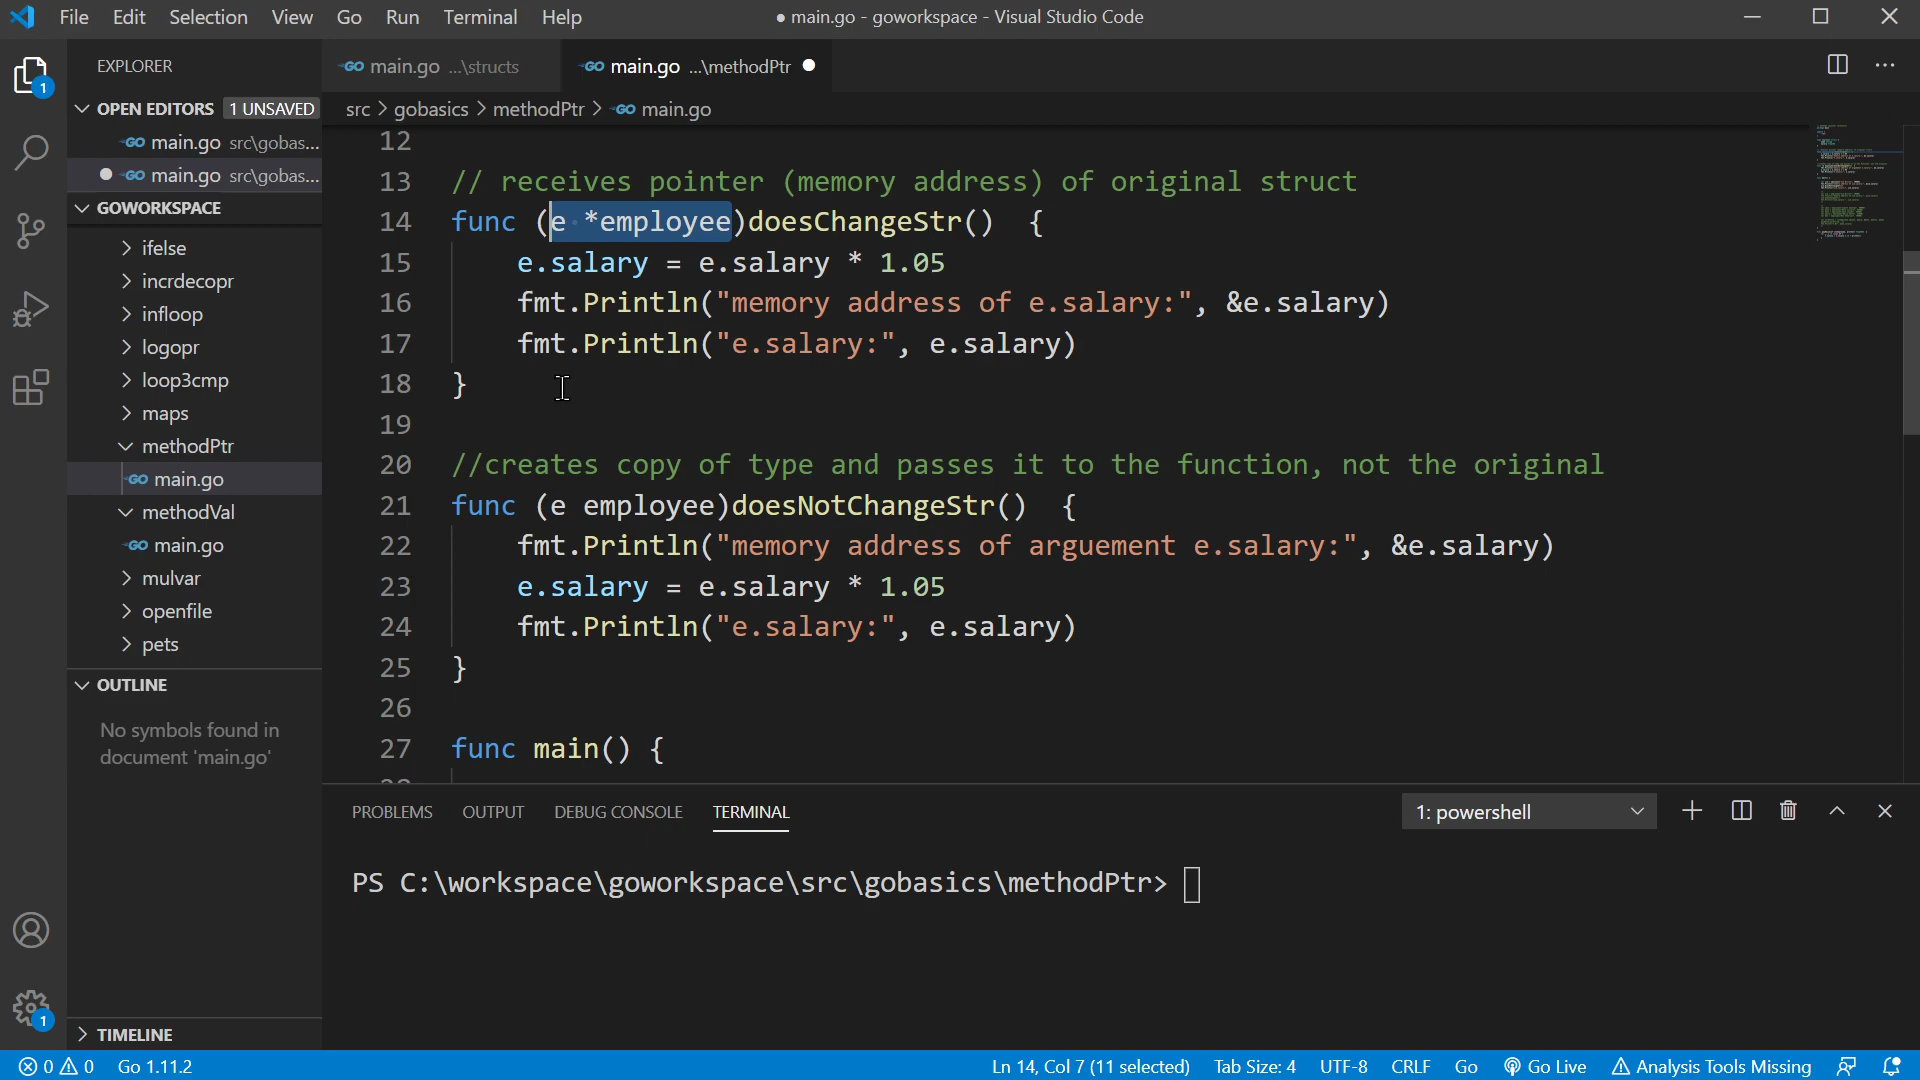 File Edit Selection View Go Run Terminal Help
● main.go - goworkspace - Visual Studio Code
EXPLORER
OPEN EDITORS 1 UNSAVED
main.go src\gobas...
main.go src\gobas...
GOWORKSPACE
ifelse
incrdecopr
infloop
logopr
loop3cmp
maps
methodPtr
main.go
methodVal
main.go
mulvar
openfile
pets
OUTLINE
No symbols found in
document 'main.go'
TIMELINE
main.go ...\structs
main.go ...\methodPtr
src > gobasics > methodPtr > main.go
12
13 // receives pointer (memory address) of original struct
14 func (e *employee)doesChangeStr()  {
15 e.salary = e.salary * 1.05
16 fmt.Println("memory address of e.salary:", &e.salary)
17 fmt.Println("e.salary:", e.salary)
18 }
19
20 //creates copy of type and passes it to the function, not the original
21 func (e employee)doesNotChangeStr()  {
22 fmt.Println("memory address of arguement e.salary:", &e.salary)
23 e.salary = e.salary * 1.05
24 fmt.Println("e.salary:", e.salary)
25 }
26
27 func main() {
PROBLEMS OUTPUT DEBUG CONSOLE TERMINAL
1: powershell
PS C:\workspace\goworkspace\src\gobasics\methodPtr>
0 0 Go 1.11.2
Ln 14, Col 7 (11 selected) Tab Size: 4 UTF-8 CRLF Go Go Live Analysis Tools Missing